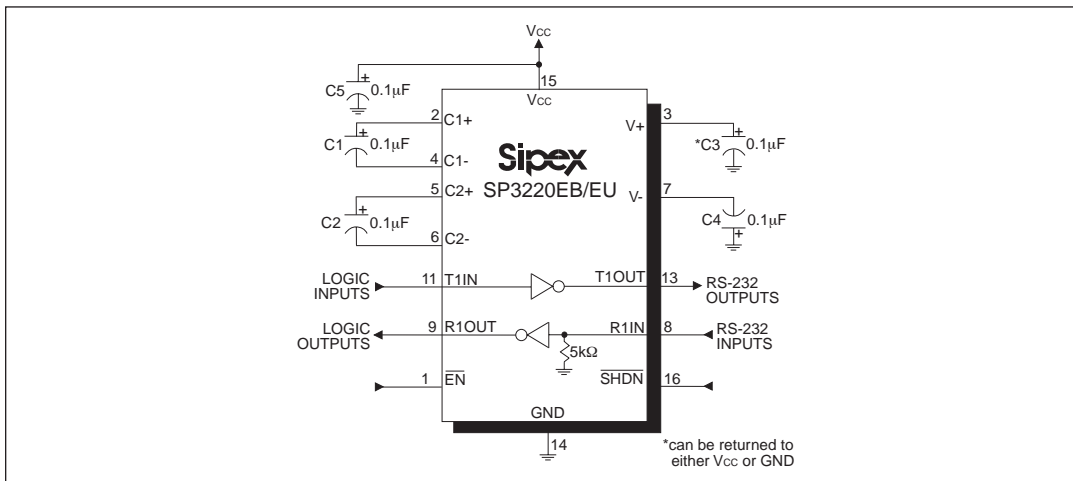 Vcc
C5
+
0.1µF
15
Vcc
2
C1+
C1
+
0.1µF
4
C1-
5
C2+
C2
+
0.1µF
6
C2-
Sipex
SP3220EB/EU
V+
3
*C3
+
0.1µF
V-
7
C4
0.1µF
+
LOGIC
INPUTS
11
T1IN
T1OUT
13
RS-232
OUTPUTS
LOGIC
OUTPUTS
9
R1OUT
R1IN
8
RS-232
INPUTS
5kΩ
1
EN
SHDN
16
GND
14
*can be returned to
either Vcc or GND